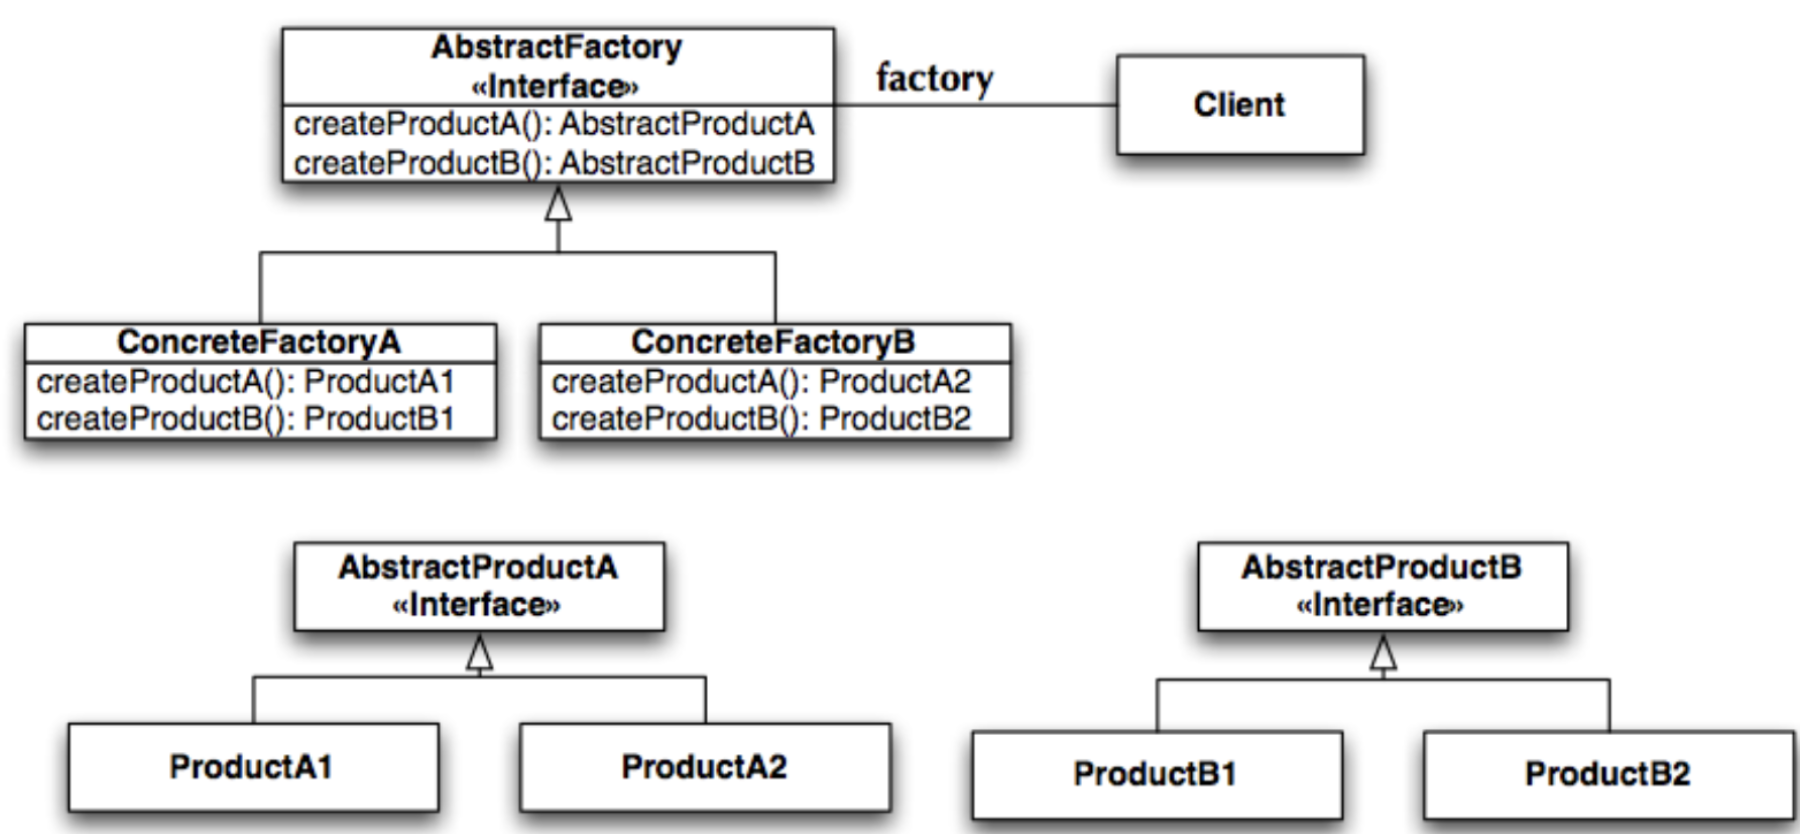 AbstractFactory
«Interface»
createProductA(): AbstractProductA
createProductB(): AbstractProductB
factory
Client
ConcreteFactoryA
createProductA(): ProductA1
createProductB(): ProductB1
ConcreteFactoryB
createProductA(): ProductA2
createProductB(): ProductB2
AbstractProductA
«Interface»
AbstractProductB
«Interface»
ProductA1
ProductA2
ProductB1
ProductB2